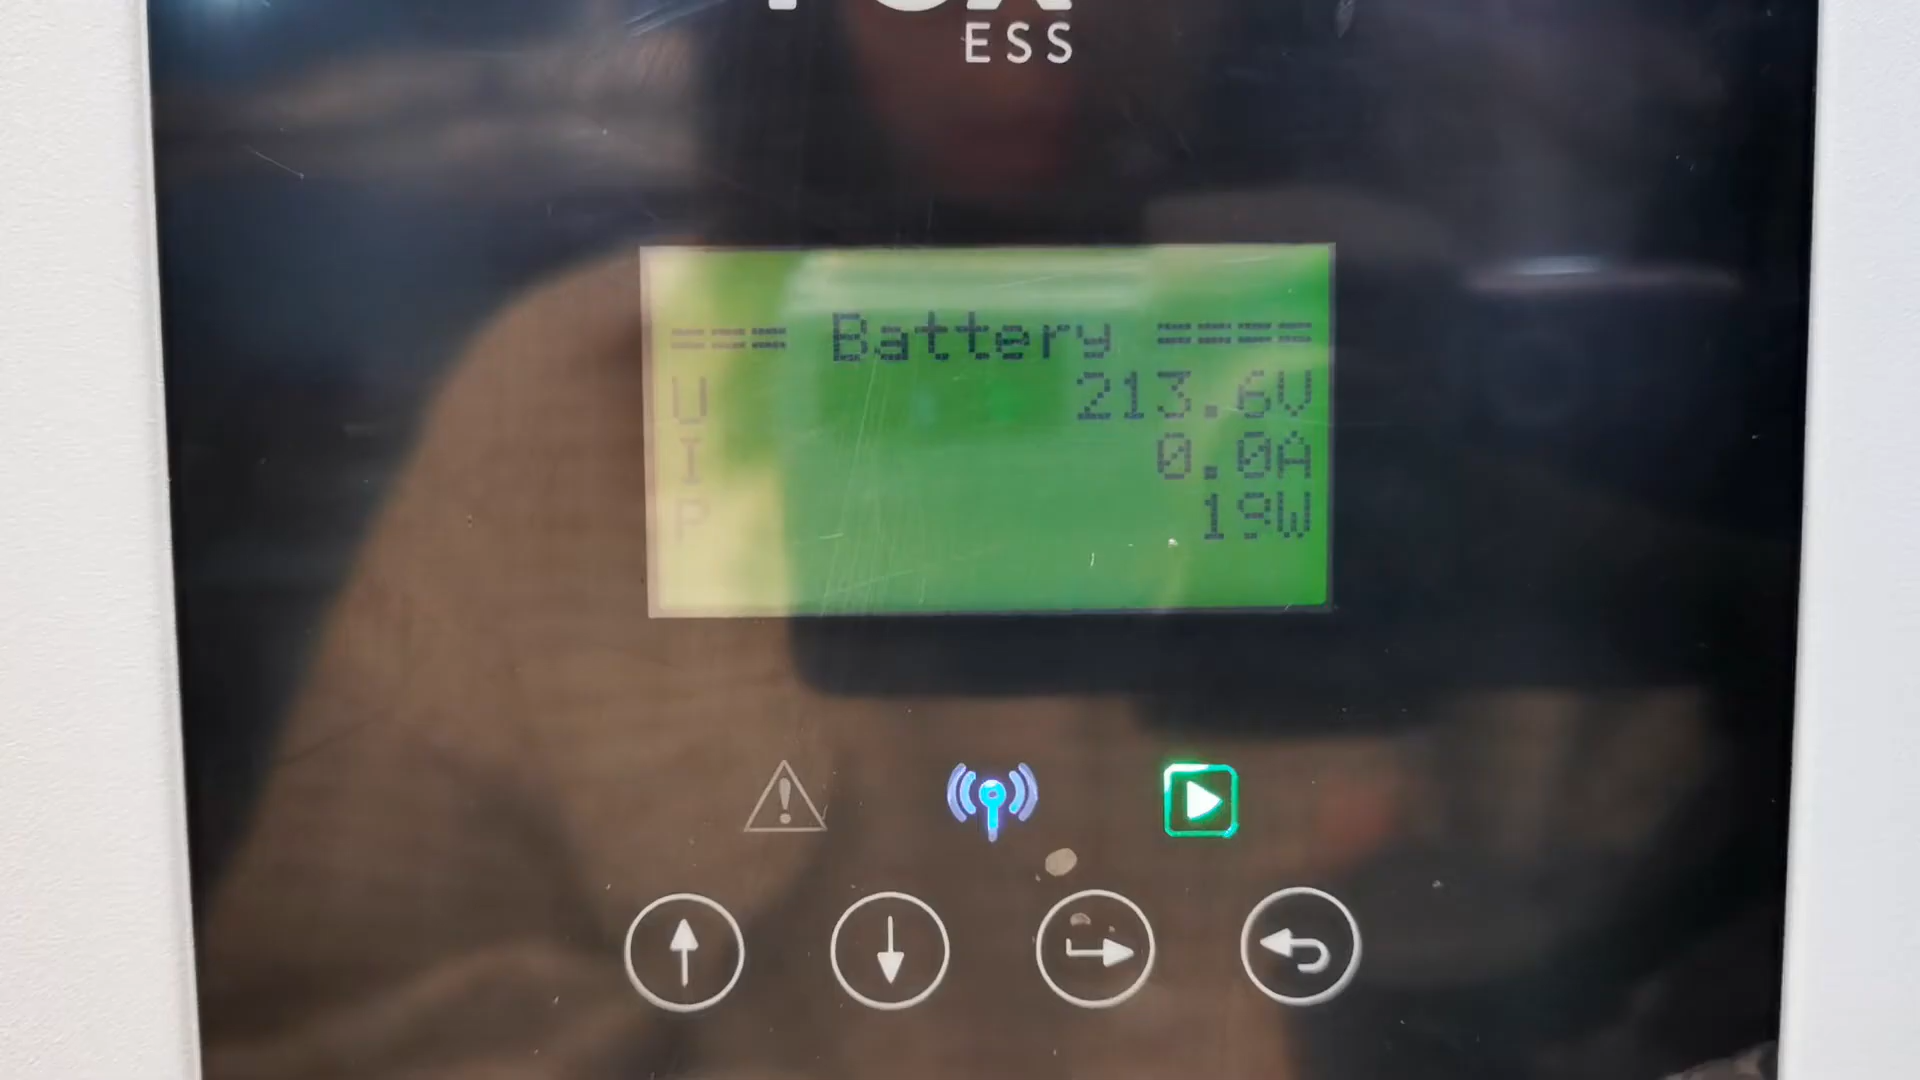 ESS
=== Battery ====
U 213.6V
I 0.0A
P 19W